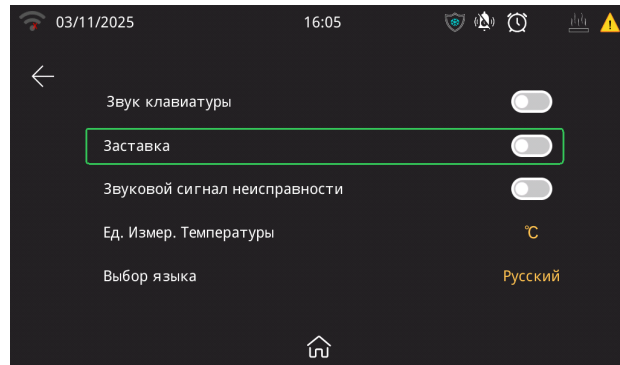 03/11/2025 16:05
Звук клавиатуры
Заставка
Звуковой сигнал неисправности
Ед. Измер. Температуры ℃
Выбор языка Русский